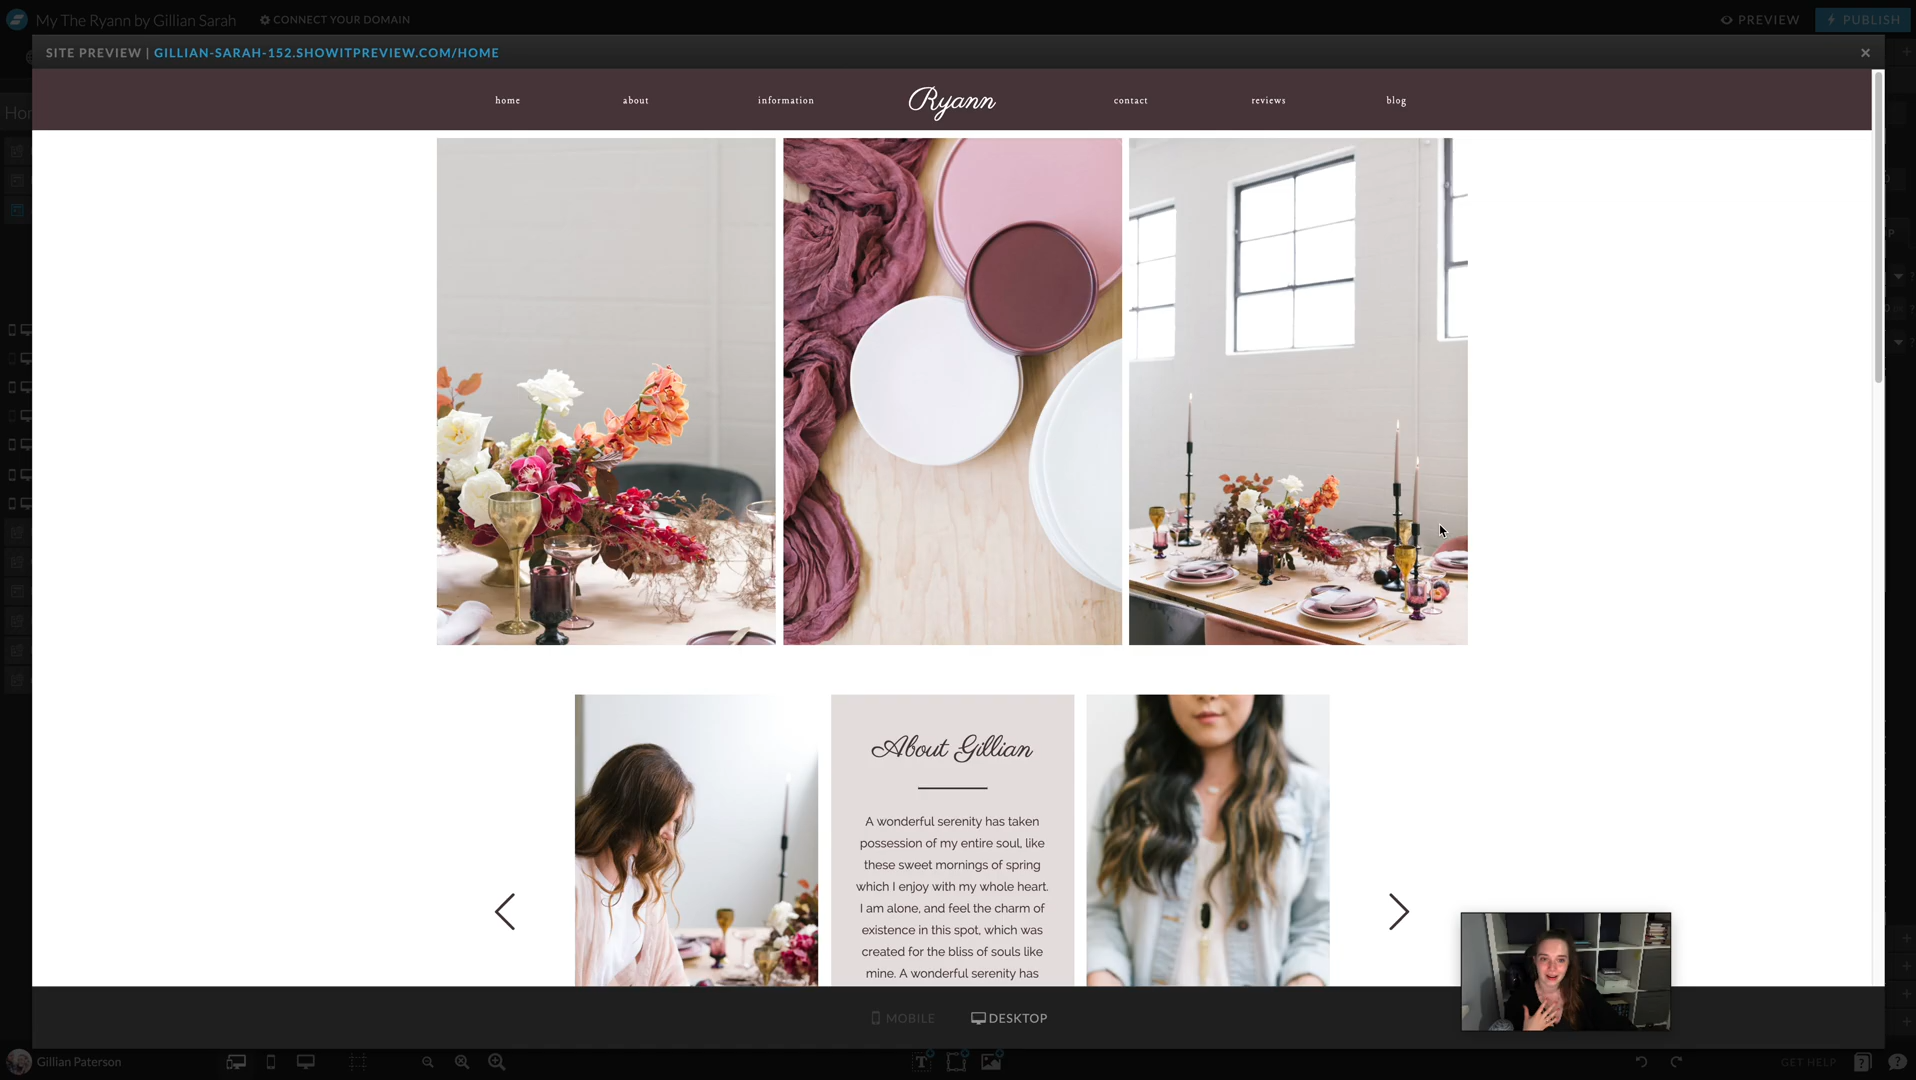 My The Ryann by Gillian Sarah
CONNECT YOUR DOMAIN
PREVIEW
PUBLISH
SITE PREVIEW | GILLIAN-SARAH-152.SHOWITPREVIEW.COM/HOME
home
about
information
Ryann
contact
reviews
blog
About Gillian
A wonderful serenity has taken
possession of my entire soul, like
these sweet mornings of spring
which I enjoy with my whole heart.
I am alone, and feel the charm of
existence in this spot, which was
created for the bliss of souls like
mine. A wonderful serenity has
MOBILE
DESKTOP
Gillian Paterson
GET HELP